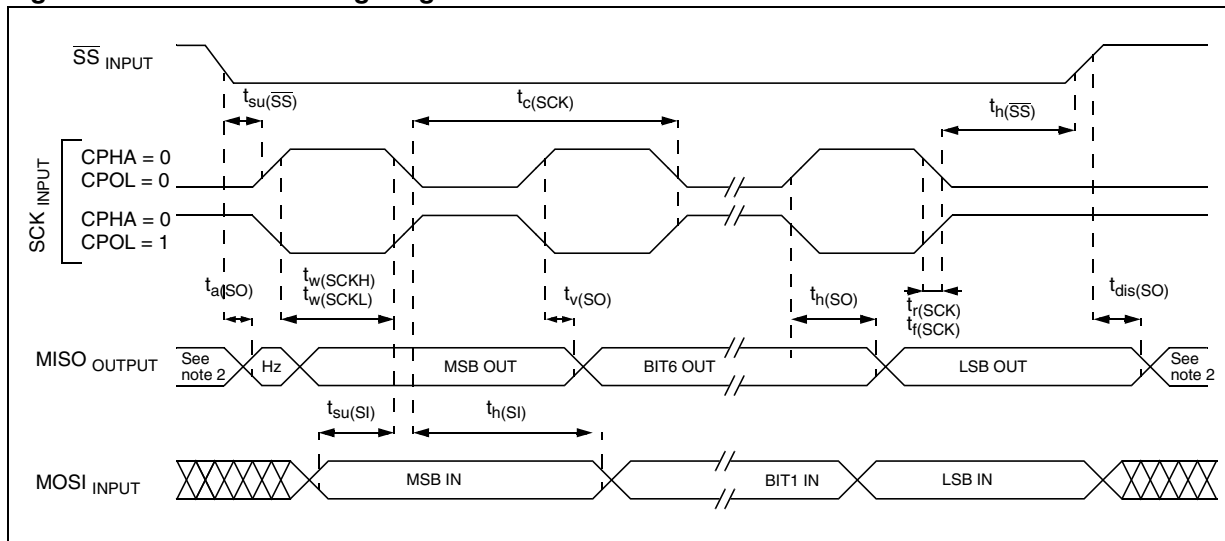 SS INPUT
tsu(SS)
tc(SCK)
th(SS)
SCK INPUT
CPHA = 0
CPOL = 0
CPHA = 0
CPOL = 1
ta(SO)
tw(SCKH)
tw(SCKL)
tv(SO)
th(SO)
tr(SCK)
tf(SCK)
tdis(SO)
MISO OUTPUT
See note 2
Hz
MSB OUT
BIT6 OUT
LSB OUT
See note 2
tsu(SI)
th(SI)
MOSI INPUT
MSB IN
BIT1 IN
LSB IN